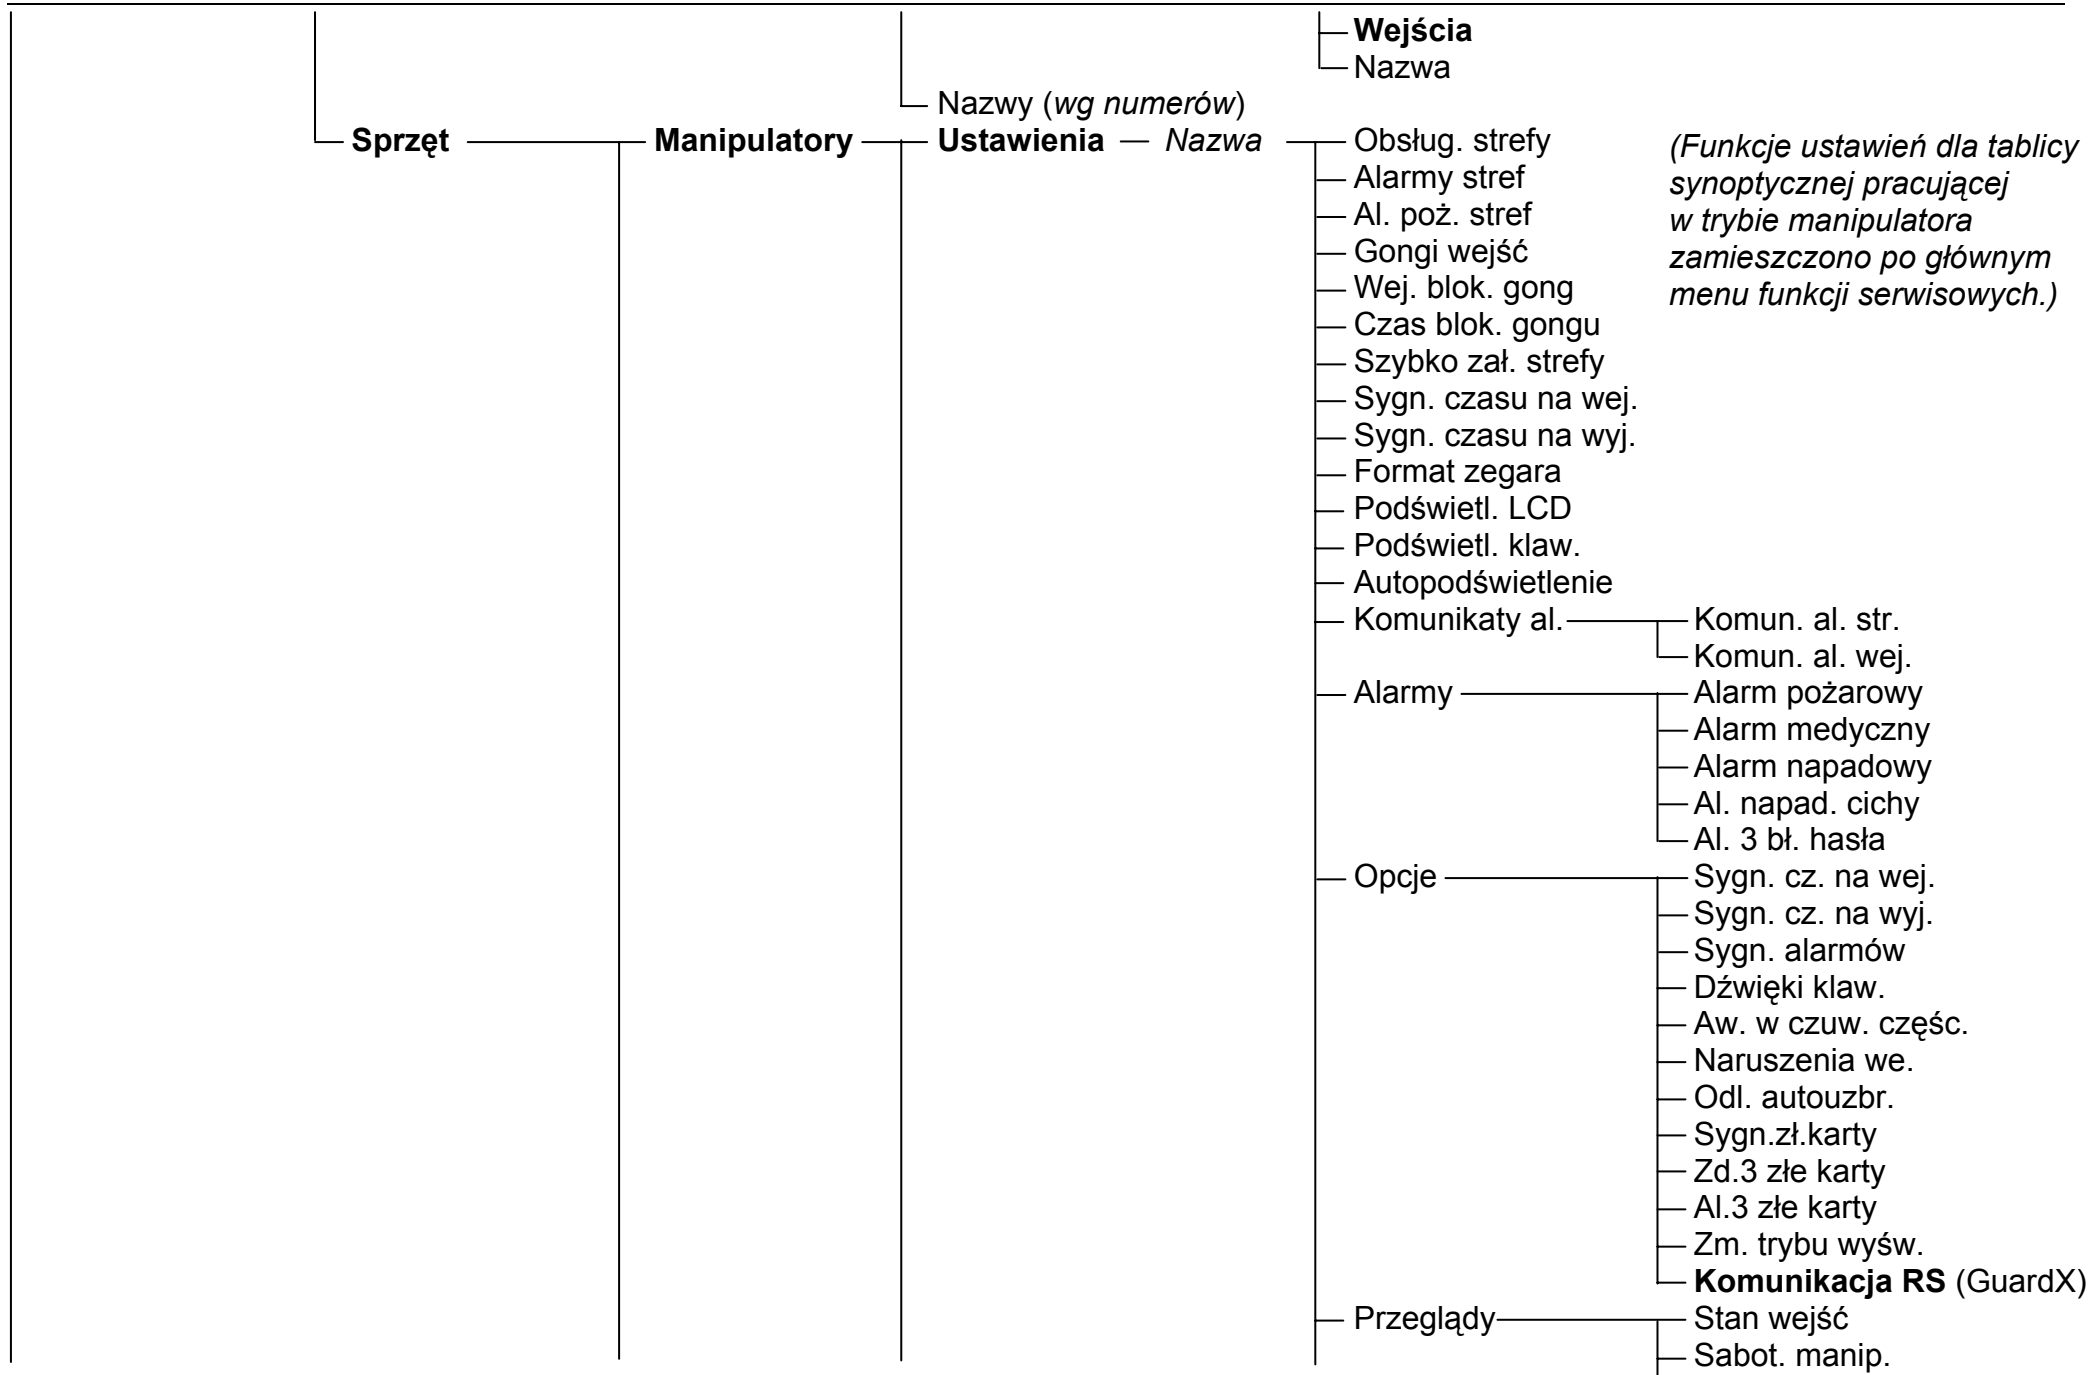 Wejścia
Nazwa
Nazwy (wg numerów)
Sprzęt Manipulatory Ustawienia Nazwa Obsług. strefy
Alarmy stref
Al. poż. stref
Gongi wejść
Wej. blok. gong
Czas blok. gongu
Szybko zał. strefy
Sygn. czasu na wej.
Sygn. czasu na wyj.
Format zegara
Podświetl. LCD
Podświetl. klaw.
Autopodświetlenie
(Funkcje ustawień dla tablicy
synoptycznej pracującej
w trybie manipulatora
zamieszczono po głównym
menu funkcji serwisowych.)
Komunikaty al. Komun. al. str.
Komun. al. wej.
Alarmy Alarm pożarowy
Alarm medyczny
Alarm napadowy
Al. napad. cichy
Al. 3 bł. hasła
Opcje Sygn. cz. na wej.
Sygn. cz. na wyj.
Sygn. alarmów
Dźwięki klaw.
Aw. w czuw. częśc.
Naruszenia we.
Odl. autouzbr.
Sygn.zł.karty
Zd.3 złe karty
Al.3 złe karty
Zm. trybu wyśw.
Komunikacja RS (GuardX)
Przeglądy Stan wejść
Sabot. manip.